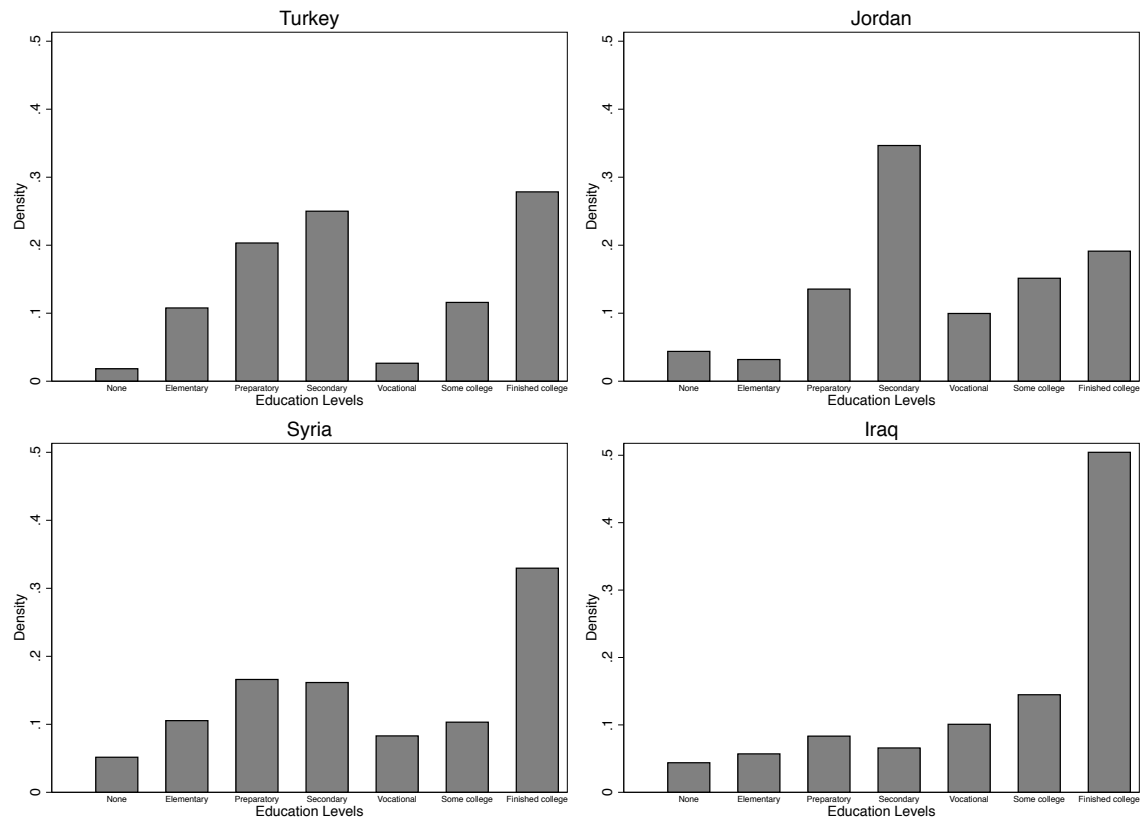 Turkey
Density
.5
.4
.3
.2
.1
0
None Elementary Preparatory Secondary Vocational Some college Finished college
Education Levels
Jordan
Density
.5
.4
.3
.2
.1
0
None Elementary Preparatory Secondary Vocational Some college Finished college
Education Levels
Syria
Density
.5
.4
.3
.2
.1
0
None Elementary Preparatory Secondary Vocational Some college Finished college
Education Levels
Iraq
Density
.5
.4
.3
.2
.1
0
None Elementary Preparatory Secondary Vocational Some college Finished college
Education Levels